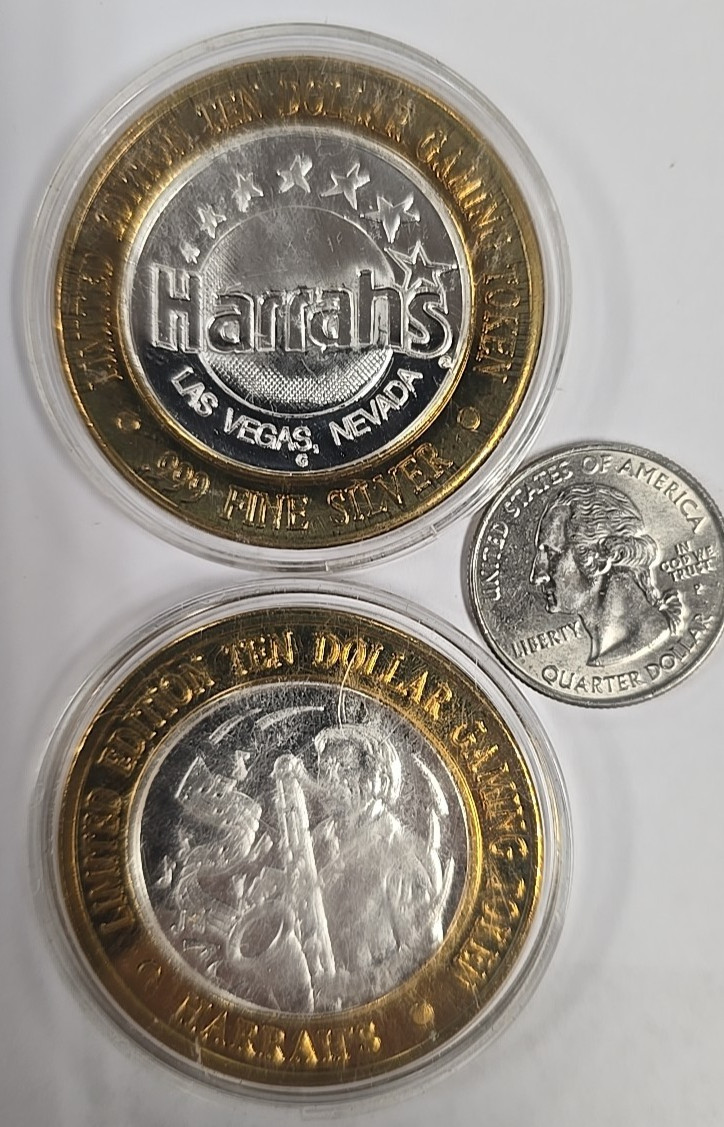 LIMITED EDITION TEN DOLLAR GAMING TOKEN
Harrah's
LAS VEGAS, NEVADA
G
.999 FINE SILVER
UNITED STATES OF AMERICA
IN
GOD WE
TRUST
P
LIBERTY
QUARTER DOLLAR
LIMITED EDITION TEN DOLLAR GAMING TOKEN
HARRAH'S